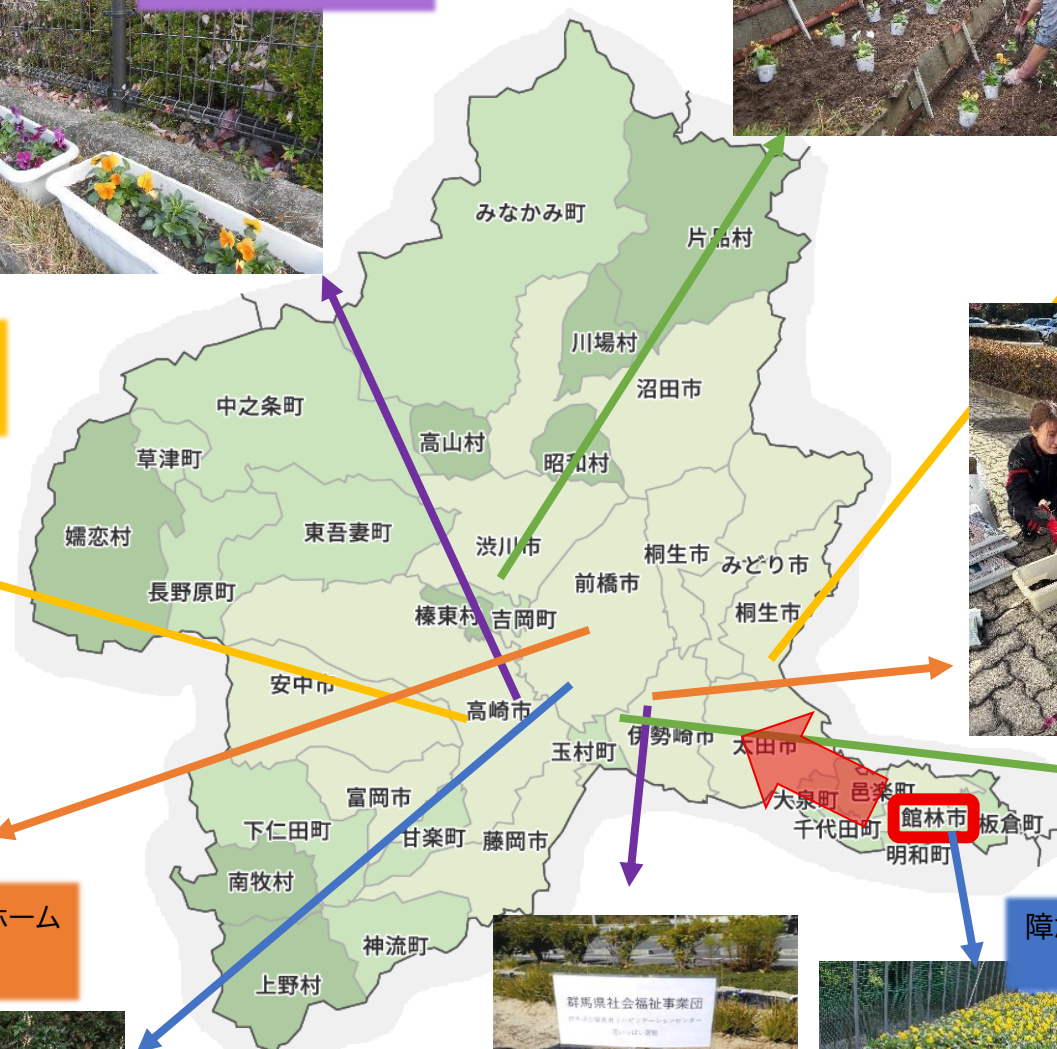 みなかみ町
片品村
川場村
沼田市
中之条町
高山村
昭和村
草津町
嬬恋村
東吾妻町
渋川市
桐生市
みどり市
長野原町
前橋市
榛東村
吉岡町
桐生市
安中市
高崎市
玉村町
伊勢崎市
太田市
富岡市
大泉町
邑楽町
下仁田町
甘楽町
藤岡市
千代田町
館林市
板倉町
明和町
南牧村
ホーム
神流町
障
上野村
群馬県社会福祉事業団